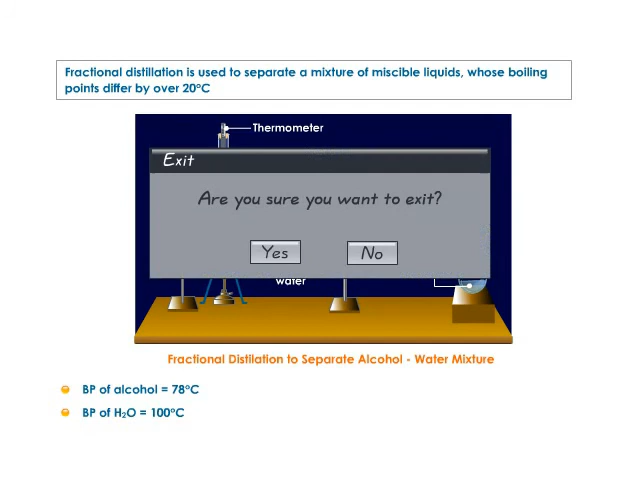 Fractional distillation is used to separate a mixture of miscible liquids, whose boiling
points differ by over 20°C
Thermometer
Exit
Are you sure you want to exit?
Yes
No
water
Fractional Distilation to Separate Alcohol - Water Mixture
BP of alcohol = 78°C
BP of H₂O = 100°C